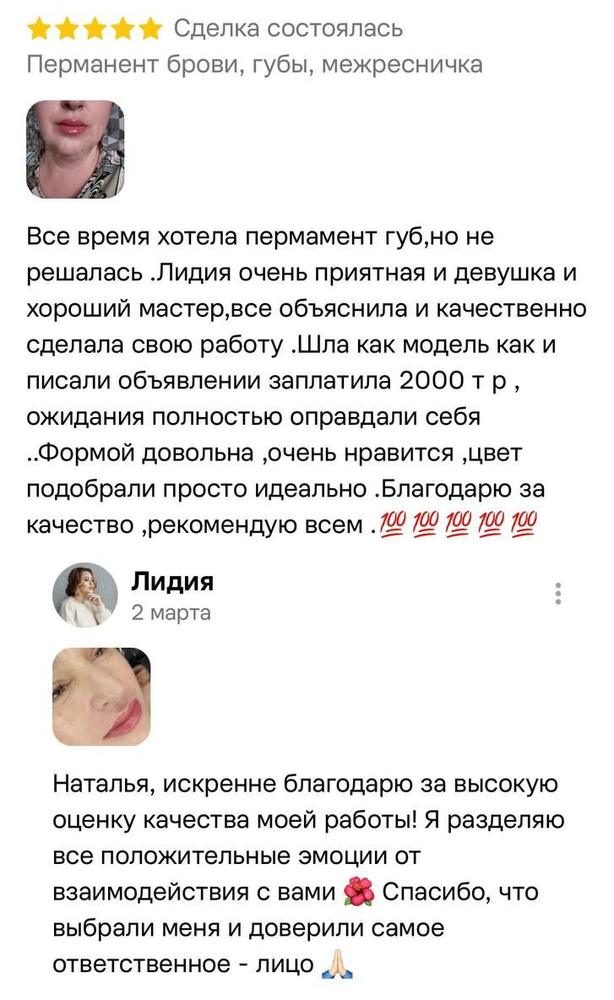 Сделка состоялась
Перманент брови, губы, межресничка
Все время хотела пермамент губ,но не
решалась .Лидия очень приятная и девушка и
хороший мастер,все объяснила и качественно
сделала свою работу .Шла как модель как и
писали объявлении заплатила 2000 т р ,
ожидания полностью оправдали себя
..Формой довольна ,очень нравится ,цвет
подобрали просто идеально .Благодарю за
качество ,рекомендую всем .💯 💯 💯 💯 💯
Лидия
2 марта
Наталья, искренне благодарю за высокую
оценку качества моей работы! Я разделяю
все положительные эмоции от
взаимодействия с вами 🌺 Спасибо, что
выбрали меня и доверили самое
ответственное - лицо 🙏🏻